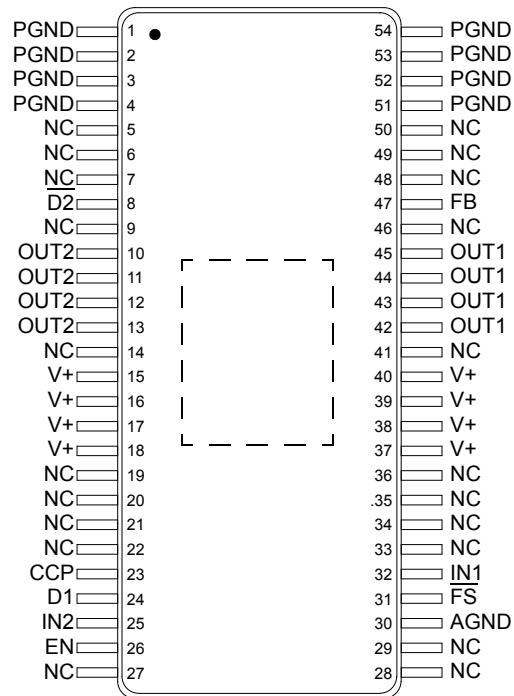 PGND 1 54 PGND
PGND 2 53 PGND
PGND 3 52 PGND
PGND 4 51 PGND
NC 5 50 NC
NC 6 49 NC
NC 7 48 NC
D2 8 47 FB
NC 9 46 NC
OUT2 10 45 OUT1
OUT2 11 44 OUT1
OUT2 12 43 OUT1
OUT2 13 42 OUT1
NC 14 41 NC
V+ 15 40 V+
V+ 16 39 V+
V+ 17 38 V+
V+ 18 37 V+
NC 19 36 NC
NC 20 .35 NC
NC 21 34 NC
NC 22 33 NC
CCP 23 32 IN1
D1 24 31 FS
IN2 25 30 AGND
EN 26 29 NC
NC 27 28 NC